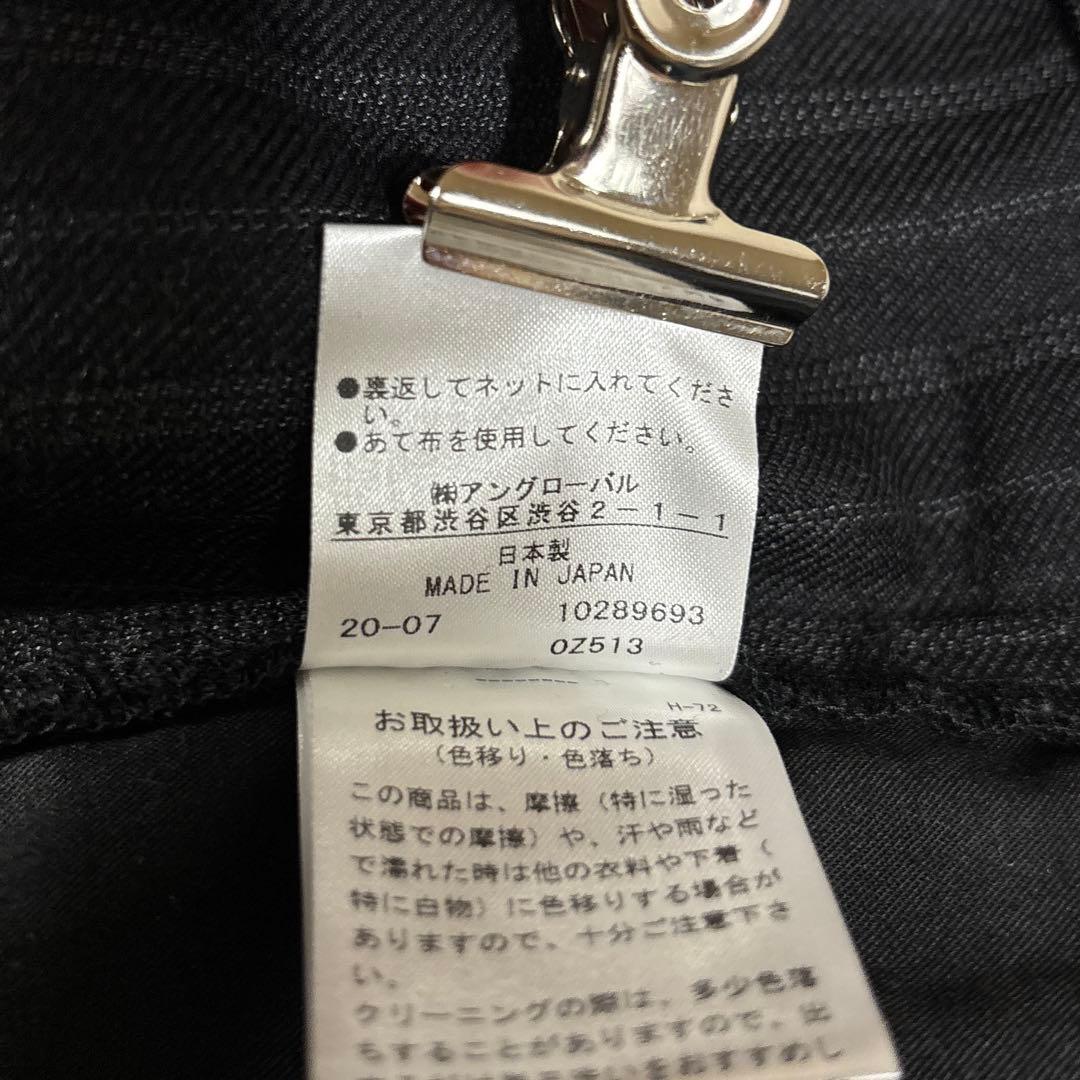 ●裏返してネットに入れてくださ
い。
●あて布を使用してください。
㈱アングローバル
東京都渋谷区渋谷2-1-1
日本製
MADE IN JAPAN
20-07 10289693
OZ513
H-72
お取扱い上のご注意
(色移り・色落ち)
この商品は、摩擦(特に湿った
状態での摩擦)や、汗や雨など
で濡れた時は他の衣料や下着(
特に白物)に色移りする場合が
ありますので、十分ご注意下さ
い。
クリーニングの際は、多少色落
ちすることがありますので、出
をおすすめし